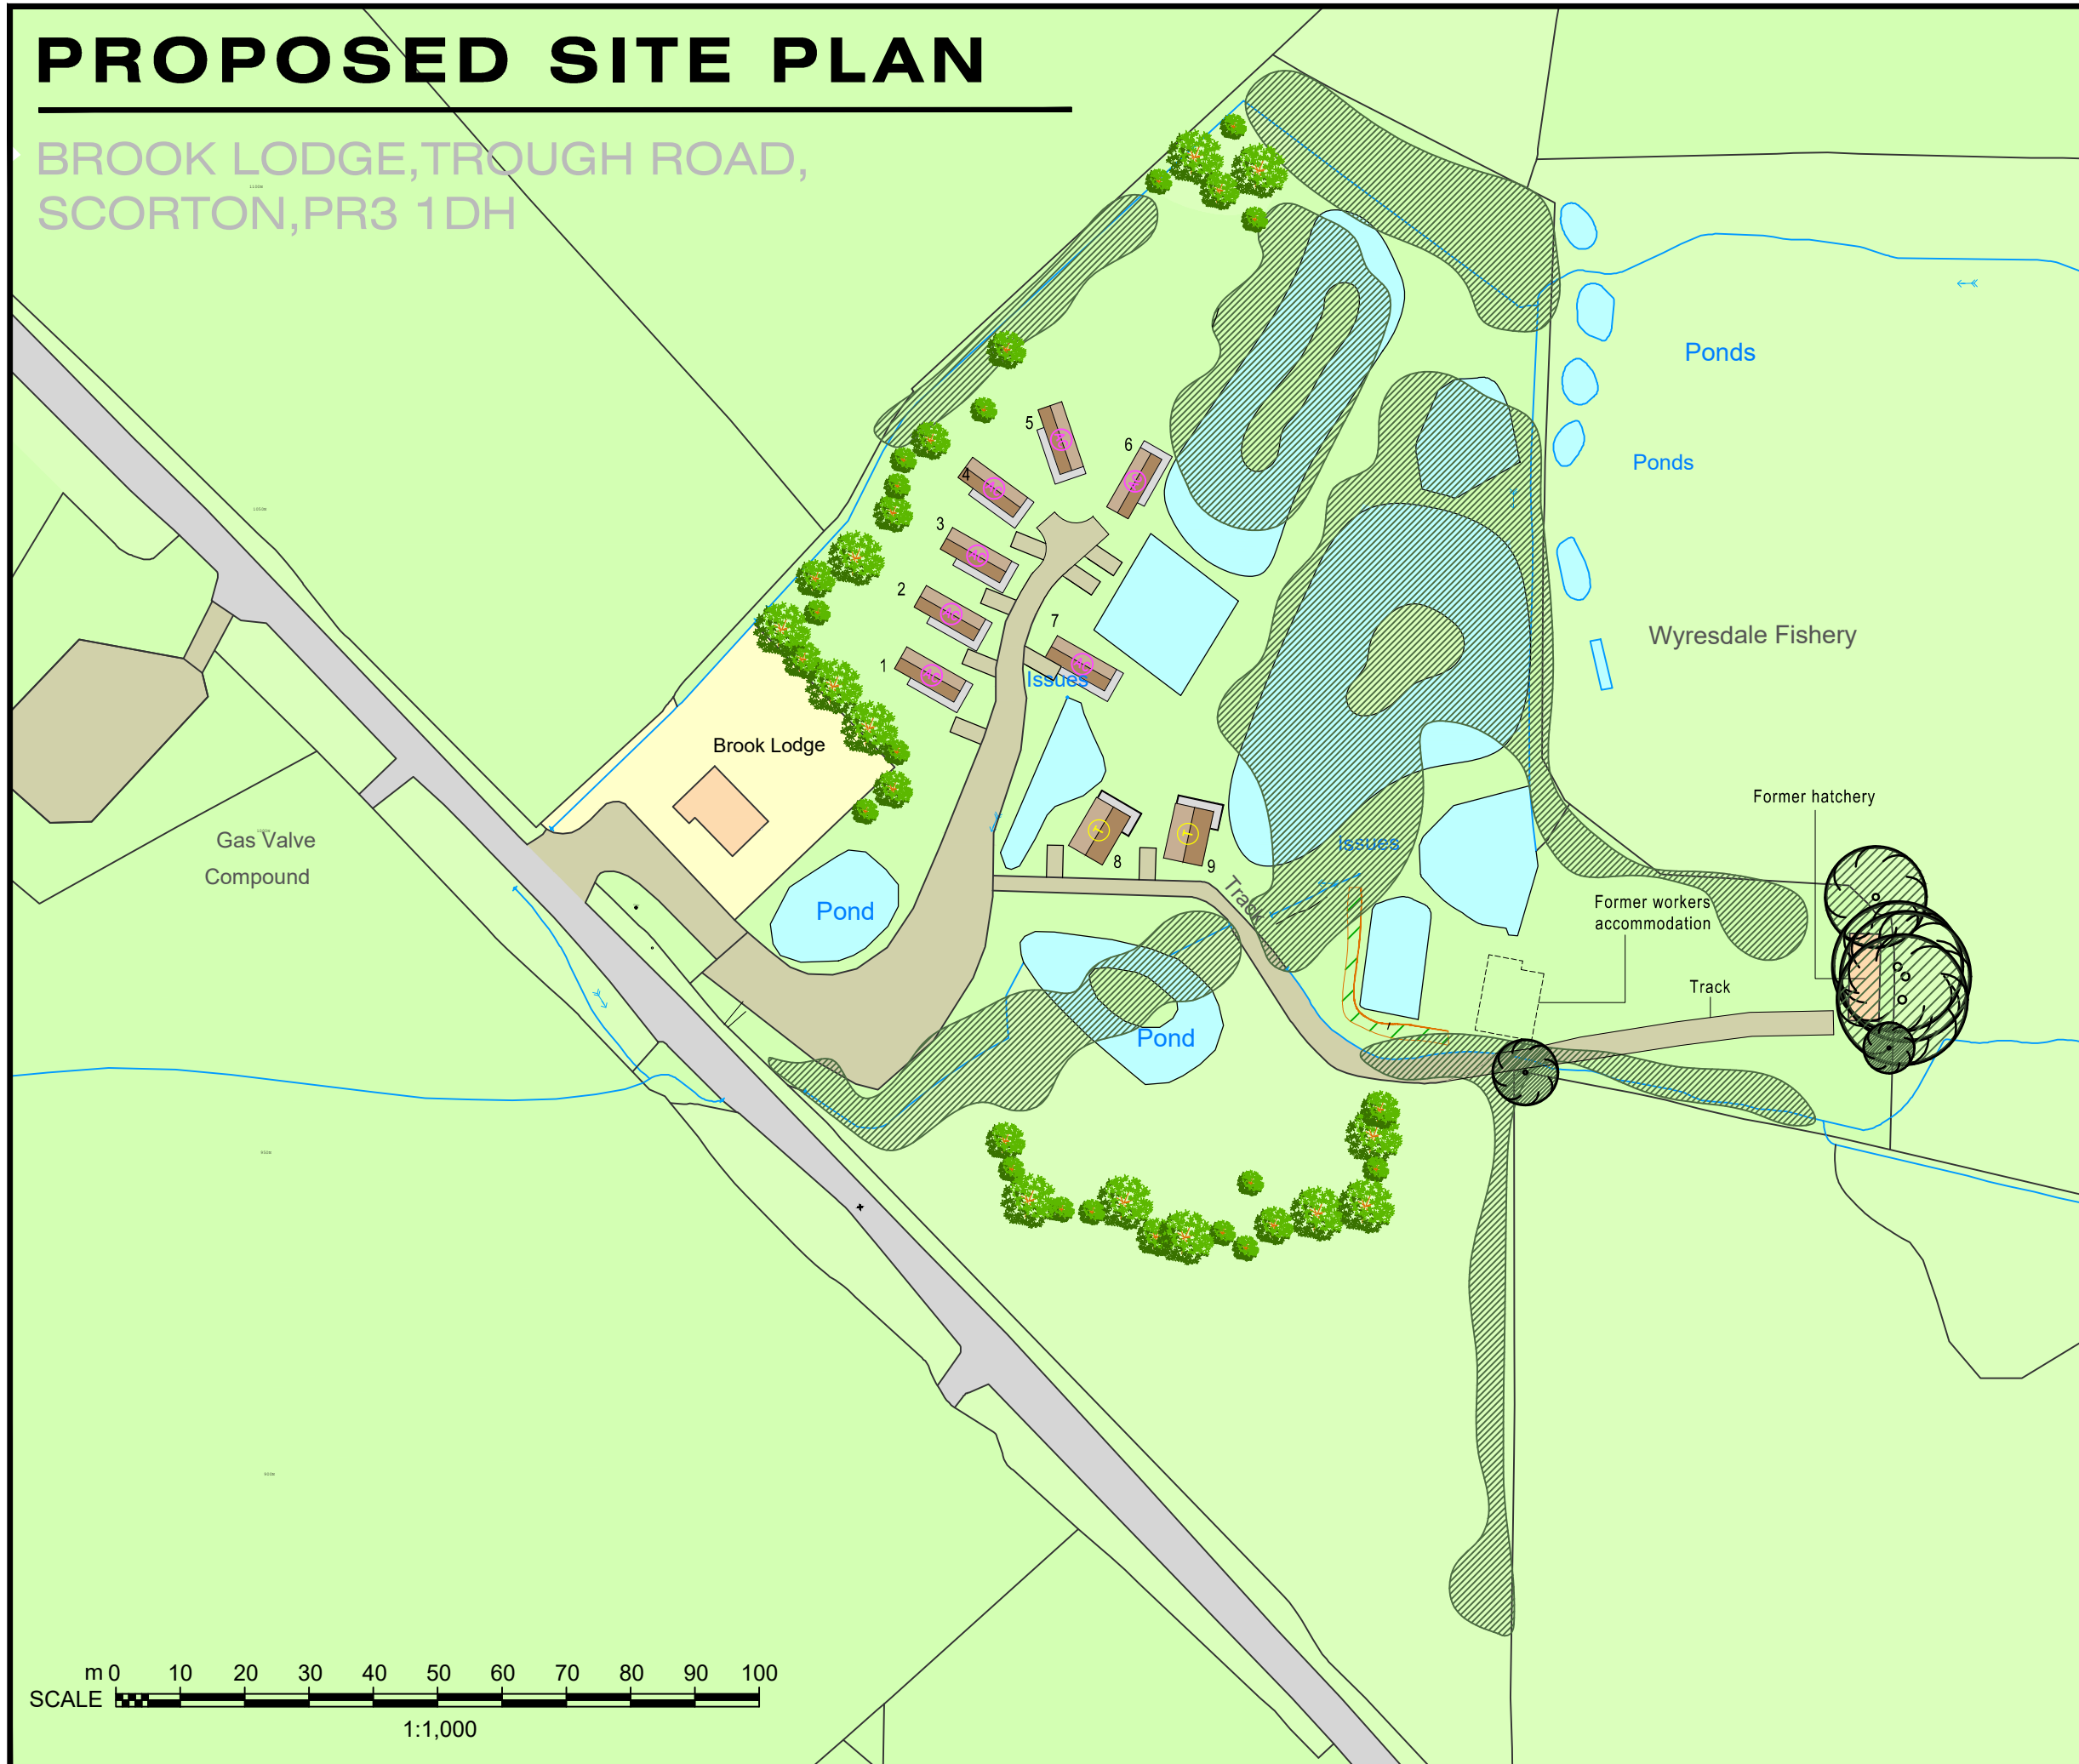 PROPOSED SITE PLAN
BROOK LODGE,TROUGH ROAD,
SCORTON,PR3 1DH
Ponds
Ponds
5
6
4
3
2
7
1
Issues
Wyresdale Fishery
Brook Lodge
Former hatchery
Gas Valve
Compound
Issues
8
9
Track
Pond
Former workers
accommodation
Track
Pond
m 0 10 20 30 40 50 60 70 80 90 100
SCALE
1:1,000